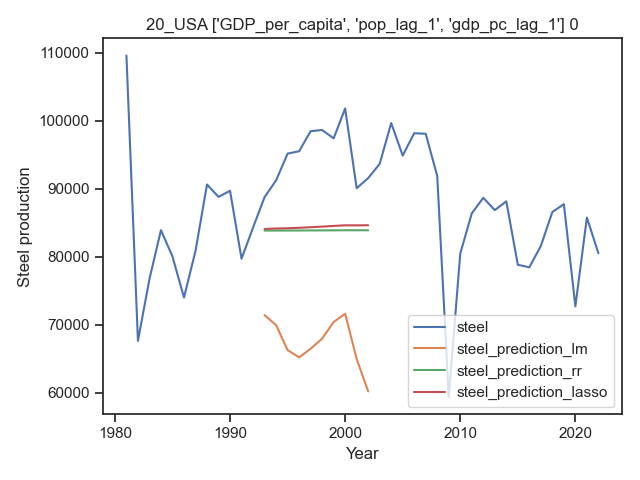 20_USA ['GDP_per_capita', 'pop_lag_1', 'gdp_pc_lag_1'] 0
110000
100000
90000
80000
70000
60000
Steel production
1980
1990
2000
2010
2020
Year
steel
steel_prediction_lm
steel_prediction_rr
steel_prediction_lasso